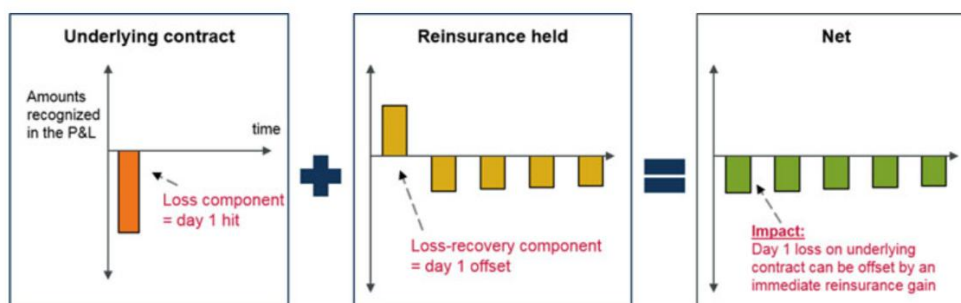 Underlying contract
Amounts
recognized
in the P&L
time
Loss component
= day 1 hit
Reinsurance held
Loss-recovery component
= day 1 offset
Net
Impact:
Day 1 loss on underlying
contract can be offset by an
immediate reinsurance gain